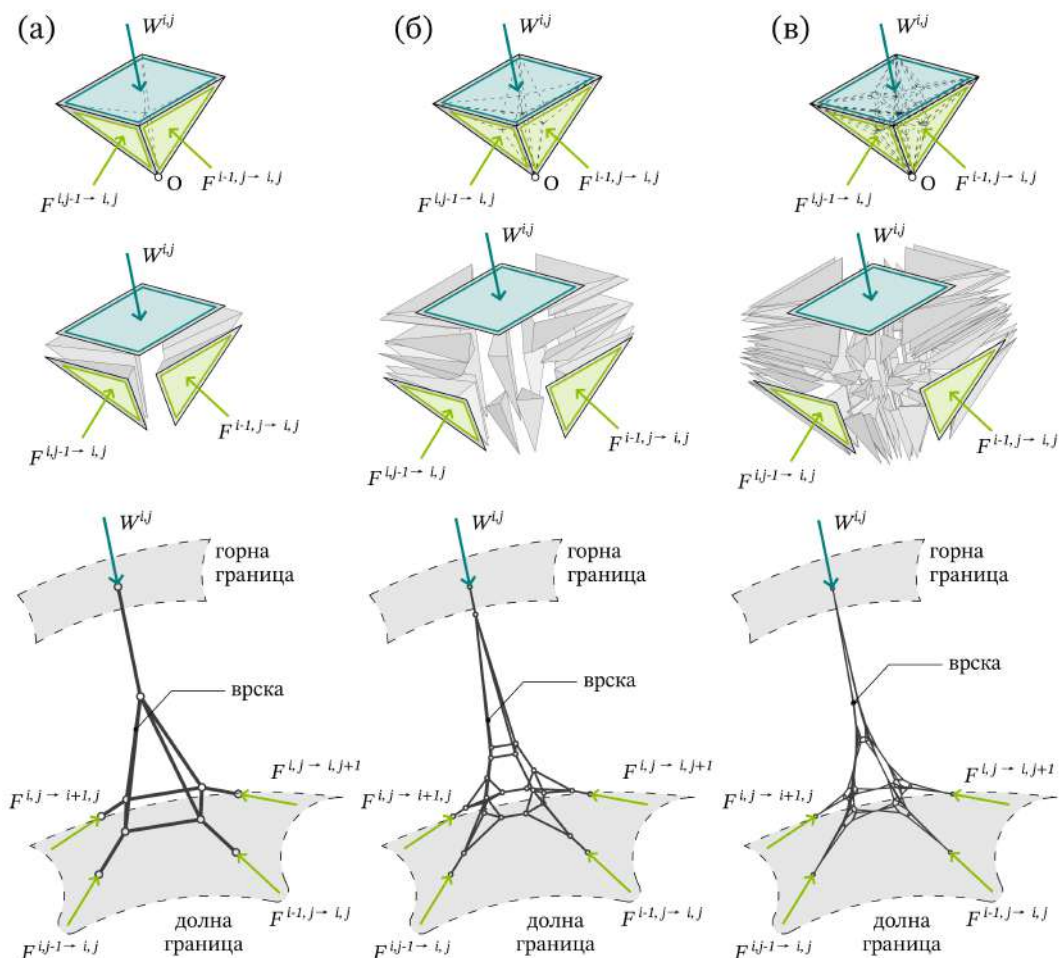 (а)
(б)
(в)
W^{i,j}
W^{i,j}
W^{i,j}
O
O
O
F^{i-1, j→ i, j}
F^{i-1, j→ i, j}
F^{i-1, j→ i, j}
F^{i,j-1→ i, j}
F^{i,j-1→ i, j}
F^{i,j-1→ i, j}
W^{i,j}
W^{i,j}
W^{i,j}
F^{i-1, j→ i, j}
F^{i-1, j→ i, j}
F^{i-1, j→ i, j}
F^{i,j-1→ i, j}
F^{i,j-1→ i, j}
F^{i,j-1→ i, j}
W^{i,j}
W^{i,j}
W^{i,j}
горна
граница
горна
граница
горна
граница
врска
врска
врска
F^{i, j→ i, j+1}
F^{i, j→ i, j+1}
F^{i, j→ i, j+1}
F^{i, j→ i+1, j}
F^{i, j→ i+1, j}
F^{i, j→ i+1, j}
F^{i-1, j→ i, j}
F^{i-1, j→ i, j}
F^{i-1, j→ i, j}
долна
граница
долна
граница
долна
граница
F^{i,j-1→ i, j}
F^{i,j-1→ i, j}
F^{i,j-1→ i, j}